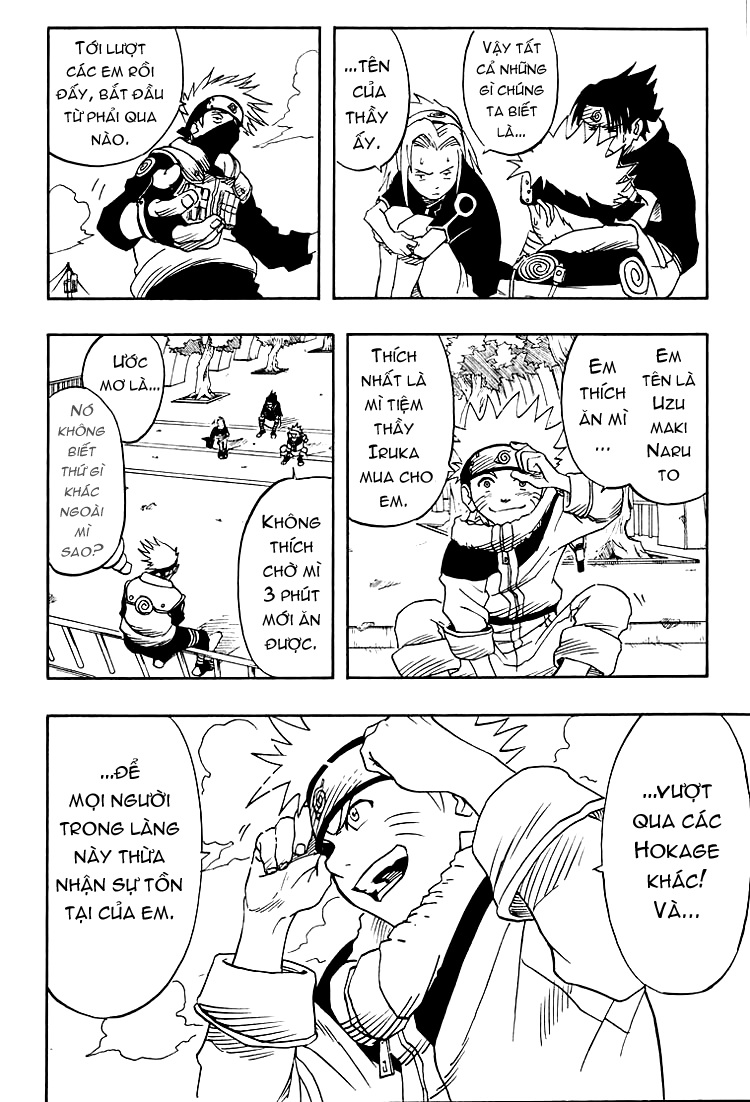 VẬY TẤT
CẢ NHỮNG
GÌ CHÚNG
TA BIẾT
LÀ...
...TÊN
CỦA
THẦY
ẤY.
TỚI LƯỢT
CÁC EM RỒI
ĐẤY, BẮT ĐẦU
TỪ PHẢI QUA
NÀO.
EM
TÊN LÀ
UZU
MAKI
NARU
TO
EM
THÍCH
ĂN MÌ
...
THÍCH
NHẤT LÀ
MÌ TIỆM
THẦY
IRUKA
MUA CHO
EM.
KHÔNG
THÍCH
CHỜ MÌ
3 PHÚT
MỚI ĂN
ĐƯỢC.
ƯỚC
MƠ LÀ...
NÓ
KHÔNG
BIẾT
THỨ GÌ
KHÁC
NGOÀI
MÌ
SAO?
...VƯỢT
QUA CÁC
HOKAGE
KHÁC!
VÀ...
...ĐỂ
MỌI NGƯỜI
TRONG LÀNG
NÀY THỪA
NHẬN SỰ TỒN
TẠI CỦA EM.